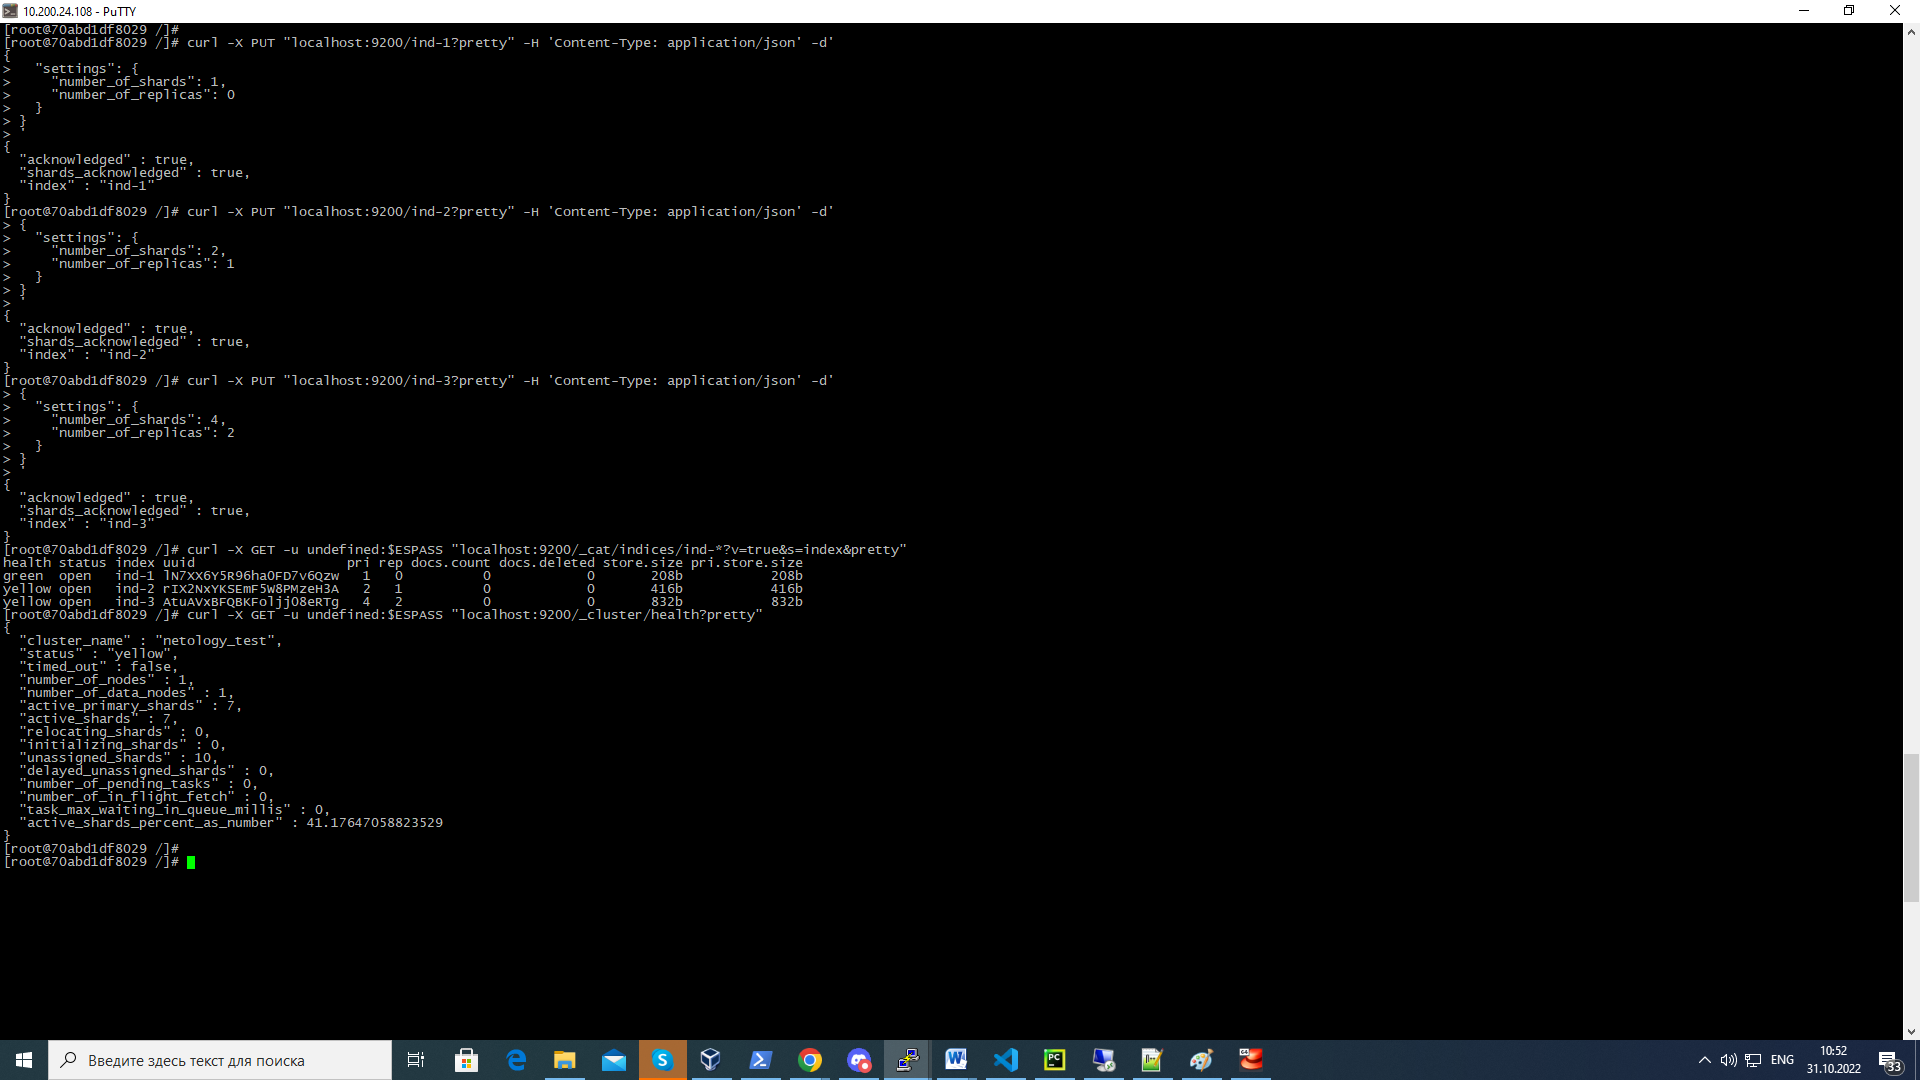 10.200.24.108 - PuTTY
[root@70abd1df8029 /]#
[root@70abd1df8029 /]# curl -X PUT "localhost:9200/ind-1?pretty" -H 'Content-Type: application/json' -d'
{
>   "settings": {
>     "number_of_shards": 1,
>     "number_of_replicas": 0
>   }
> }
> '
{
  "acknowledged" : true,
  "shards_acknowledged" : true,
  "index" : "ind-1"
}
[root@70abd1df8029 /]# curl -X PUT "localhost:9200/ind-2?pretty" -H 'Content-Type: application/json' -d'
> {
>   "settings": {
>     "number_of_shards": 2,
>     "number_of_replicas": 1
>   }
> }
> '
{
  "acknowledged" : true,
  "shards_acknowledged" : true,
  "index" : "ind-2"
}
[root@70abd1df8029 /]# curl -X PUT "localhost:9200/ind-3?pretty" -H 'Content-Type: application/json' -d'
> {
>   "settings": {
>     "number_of_shards": 4,
>     "number_of_replicas": 2
>   }
> }
> '
{
  "acknowledged" : true,
  "shards_acknowledged" : true,
  "index" : "ind-3"
}
[root@70abd1df8029 /]# curl -X GET -u undefined:$ESPASS "localhost:9200/_cat/indices/ind-*?v=true&s=index&pretty"
health status index uuid                   pri rep docs.count docs.deleted store.size pri.store.size
green  open   ind-1 lN7XX6Y5R96haOFD7v6Qzw   1   0          0            0       208b           208b
yellow open   ind-2 rIX2NxYKSEmF5W8PMzeH3A   2   1          0            0       416b           416b
yellow open   ind-3 AtuAVxBFQBKFoljjO8eRTg   4   2          0            0       832b           832b
[root@70abd1df8029 /]# curl -X GET -u undefined:$ESPASS "localhost:9200/_cluster/health?pretty"
{
  "cluster_name" : "netology_test",
  "status" : "yellow",
  "timed_out" : false,
  "number_of_nodes" : 1,
  "number_of_data_nodes" : 1,
  "active_primary_shards" : 7,
  "active_shards" : 7,
  "relocating_shards" : 0,
  "initializing_shards" : 0,
  "unassigned_shards" : 10,
  "delayed_unassigned_shards" : 0,
  "number_of_pending_tasks" : 0,
  "number_of_in_flight_fetch" : 0,
  "task_max_waiting_in_queue_millis" : 0,
  "active_shards_percent_as_number" : 41.17647058823529
}
[root@70abd1df8029 /]#
[root@70abd1df8029 /]#
Введите здесь текст для поиска
ENG
10:52
31.10.2022
33